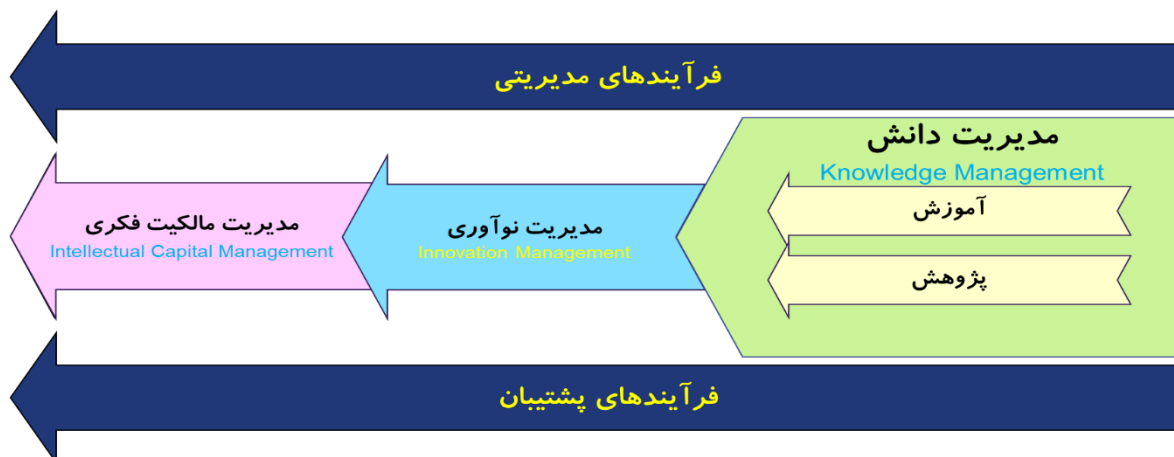 فرآیندهای مدیریتی
مدیریت دانش
Knowledge Management
آموزش
پژوهش
مدیریت نوآوری
Innovation Management
مدیریت مالکیت فکری
Intellectual Capital Management
فرآیندهای پشتیبان